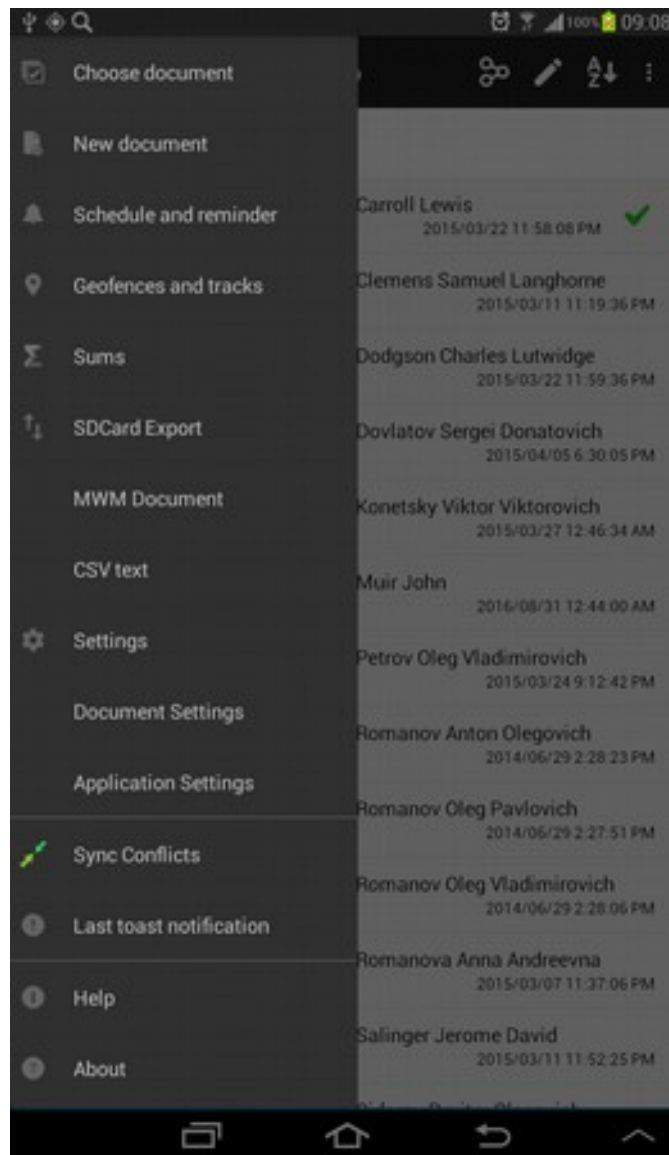 100% 09:08
Choose document
New document
Schedule and reminder
Geofences and tracks
Sums
SDCard Export
MWM Document
CSV text
Settings
Document Settings
Application Settings
Sync Conflicts
Last toast notification
Help
About
A
Z
Carroll Lewis
2015/03/22 11:58:08 PM
Clemens Samuel Langhorne
2015/03/11 11:19:36 PM
Dodgson Charles Lutwidge
2015/03/22 11:59:36 PM
Dovlatov Sergei Donatovich
2015/04/05 6:30:05 PM
Konetsky Viktor Viktorovich
2015/03/27 12:46:34 AM
Muir John
2016/08/31 12:44:00 AM
Petrov Oleg Vladimirovich
2015/03/24 9:12:42 PM
Romanov Anton Olegovich
2014/06/29 2:28:23 PM
Romanov Oleg Pavlovich
2014/06/29 2:27:51 PM
Romanov Oleg Vladimirovich
2014/06/29 2:28:06 PM
Romanova Anna Andreevna
2015/03/07 11:37:06 PM
Salinger Jerome David
2015/03/11 11:52:25 PM